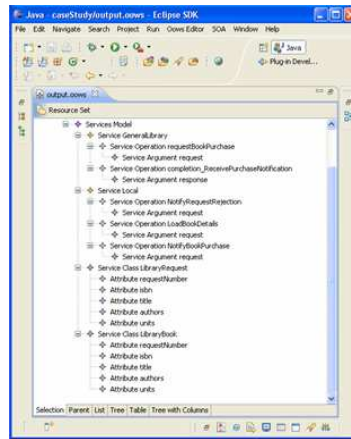 Java - caseStudy/output.oows - Eclipse SDK
File Edit Navigate Search Project Run Oows Editor SOA Window Help
Java
Plug-in Devel...
output.oows
Resource Set
Services Model
Service GeneralLibrary
Service Operation requestBookPurchase
Service Argument request
Service Operation completion_ReceivePurchaseNotification
Service Argument response
Service Local
Service Operation NotifyRequestRejection
Service Argument request
Service Operation LoadBookDetails
Service Argument request
Service Operation NotifyBookPurchase
Service Argument request
Service Class LibraryRequest
Attribute requestNumber
Attribute isbn
Attribute title
Attribute authors
Attribute units
Service Class LibraryBook
Attribute requestNumber
Attribute isbn
Attribute title
Attribute authors
Attribute units
Selection Parent List Tree Table Tree with Columns